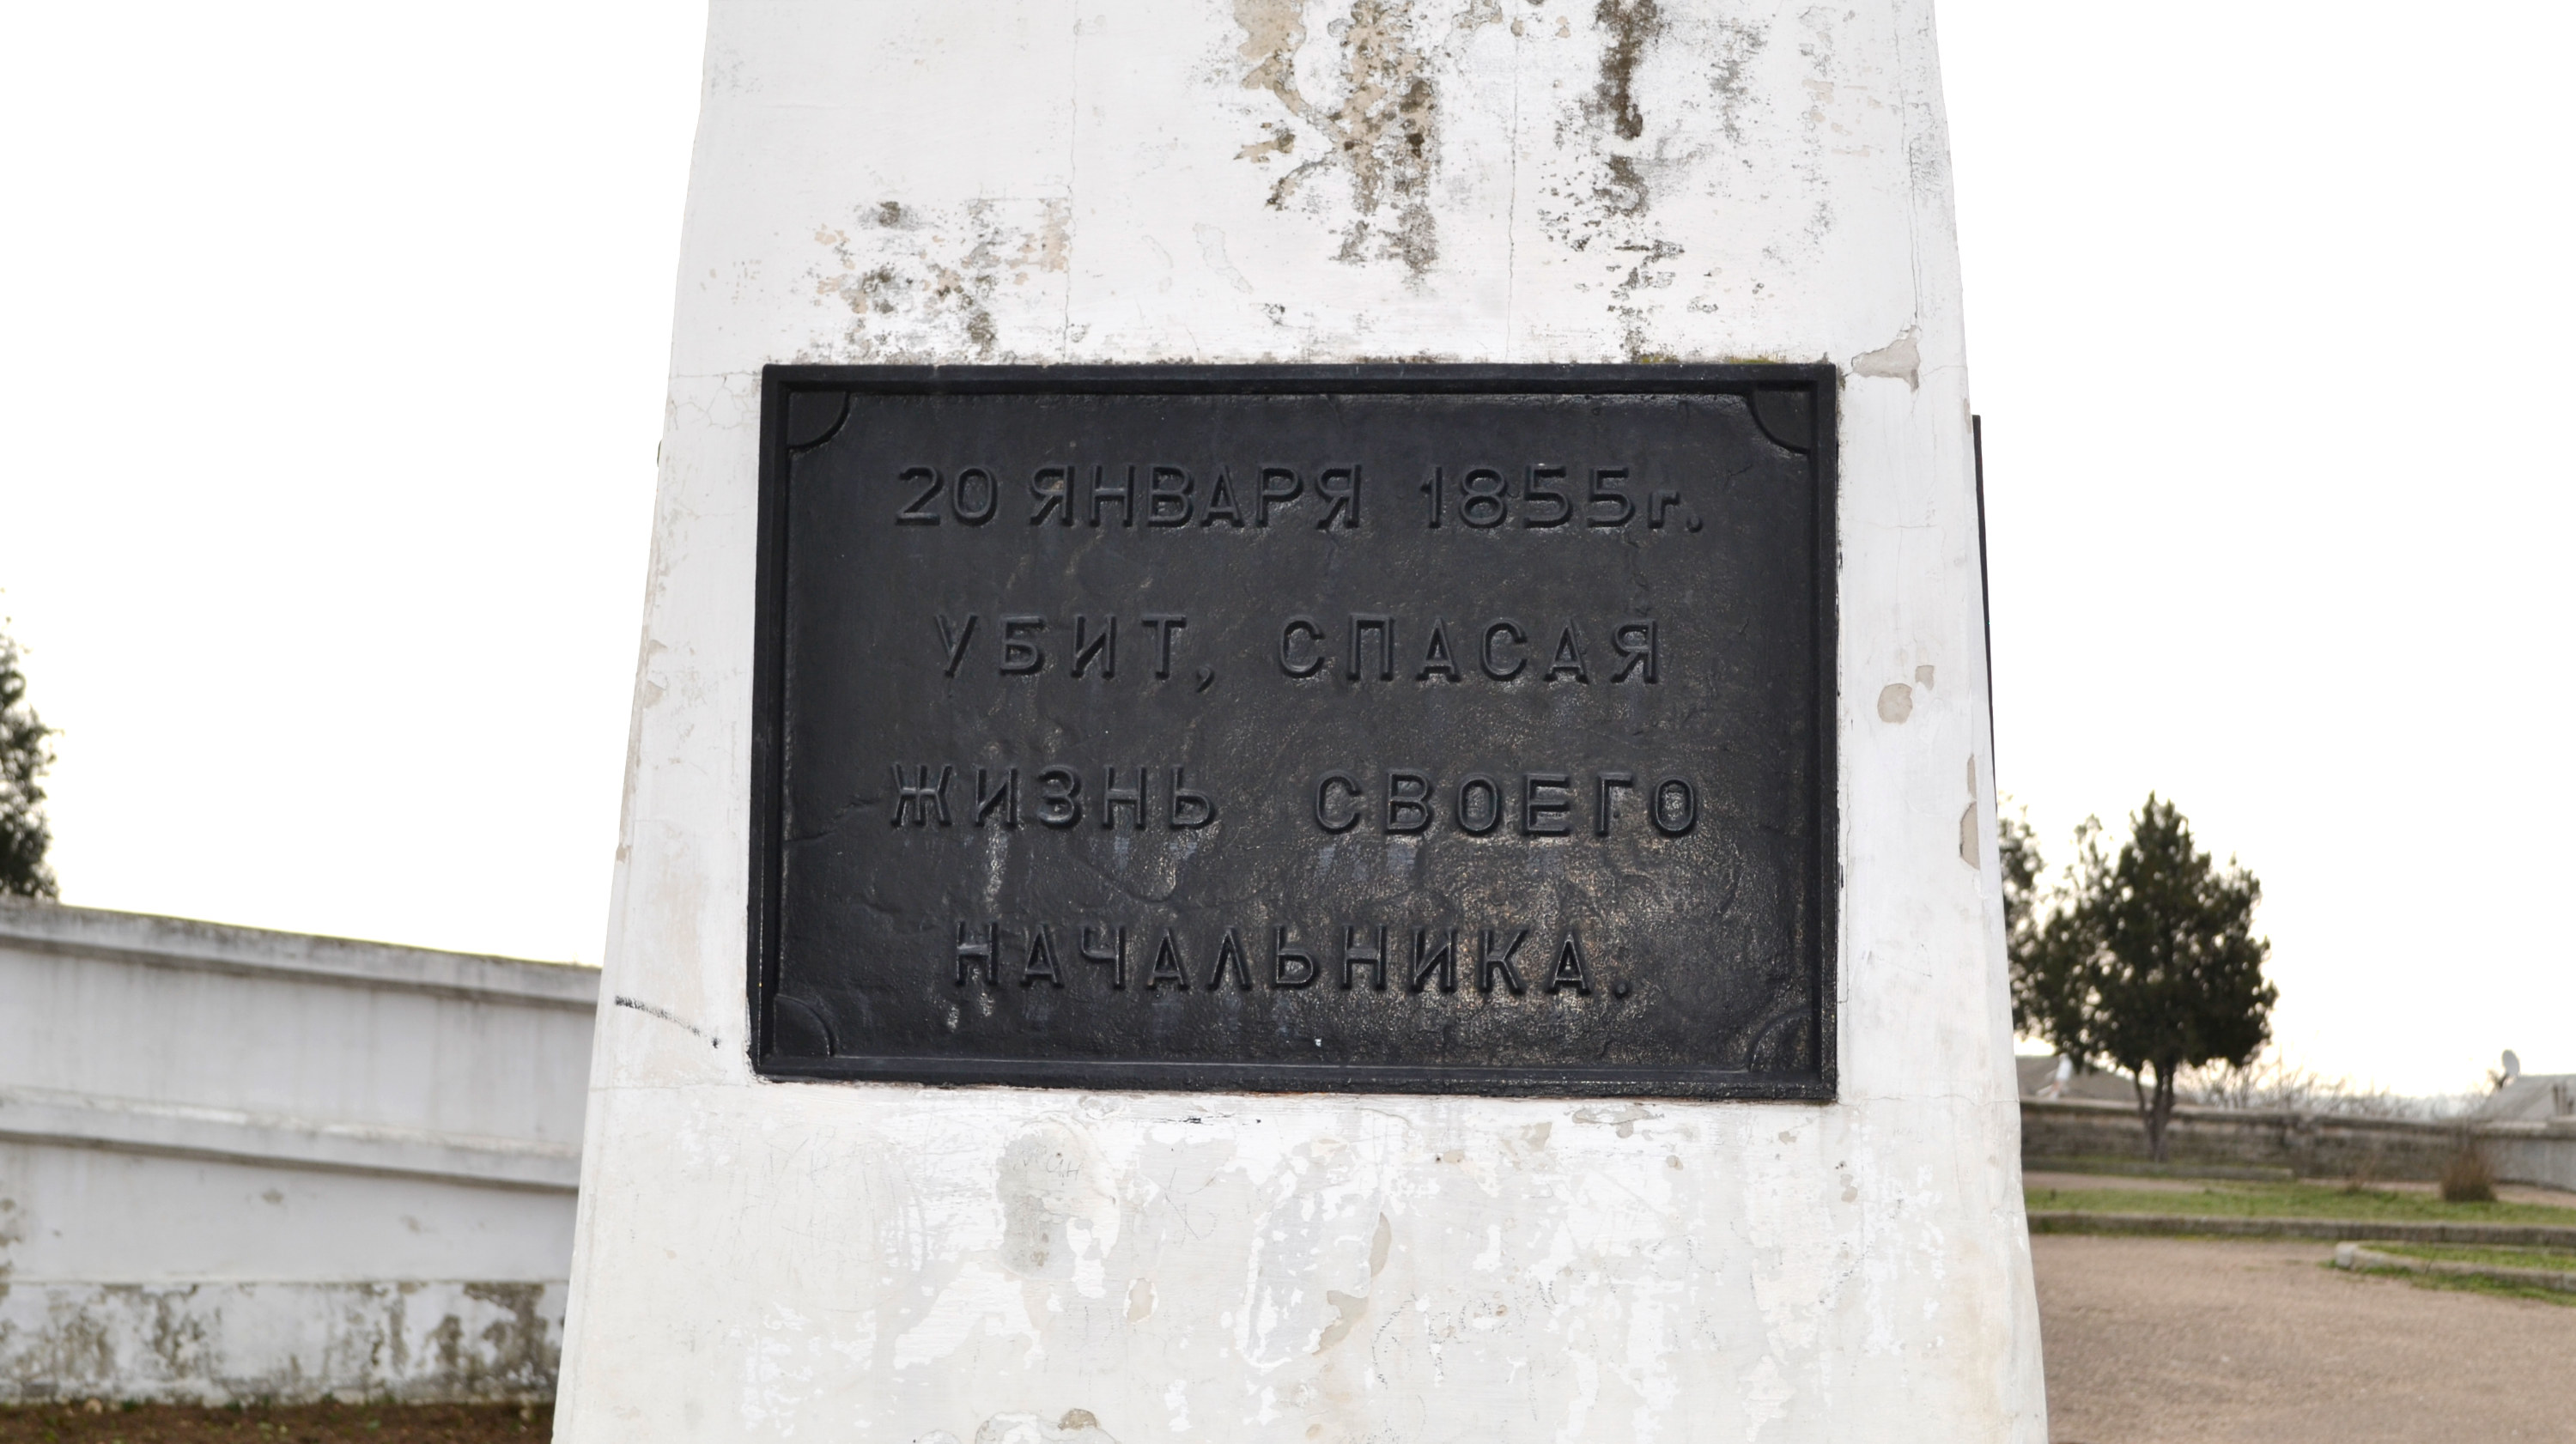 20 ЯНВАРЯ 1855г.
УБИТ, СПАСАЯ
ЖИЗНЬ СВОЕГО
НАЧАЛЬНИКА.